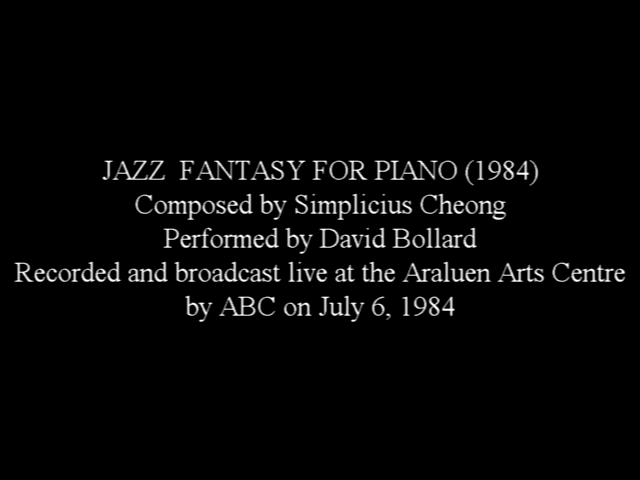 JAZZ  FANTASY FOR PIANO (1984)
Composed by Simplicius Cheong
Performed by David Bollard
Recorded and broadcast live at the Araluen Arts Centre
by ABC on July 6, 1984